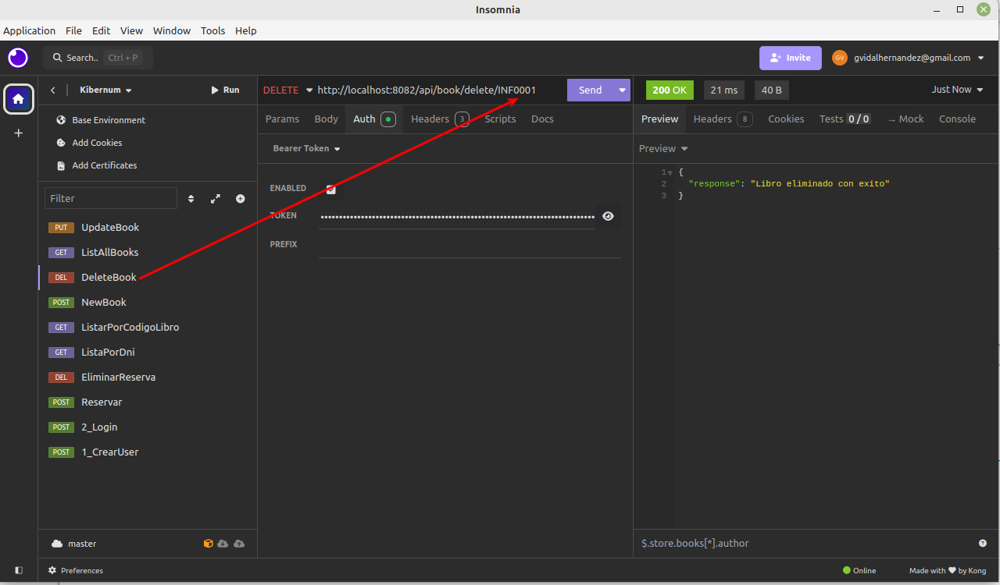 Insomnia
Application File Edit View Window Tools Help
Search.. Ctrl + P
Invite
GV gvidalhernandez@gmail.com
Kibernum Run
Base Environment
Add Cookies
Add Certificates
Filter
PUT UpdateBook
GET ListAllBooks
DEL DeleteBook
POST NewBook
GET ListarPorCodigoLibro
GET ListaPorDni
DEL EliminarReserva
POST Reservar
POST 2_Login
POST 1_CrearUser
master
Preferences
DELETE http://localhost:8082/api/book/delete/INF0001 Send
Params Body Auth Headers 3 Scripts Docs
Bearer Token
ENABLED
TOKEN
PREFIX
200 OK 21 ms 40 B Just Now
Preview Headers 8 Cookies Tests 0 / 0 → Mock Console
Preview
1 {
2 "response": "Libro eliminado con exito"
3 }
$.store.books[*].author
Online Made with ♥ by Kong